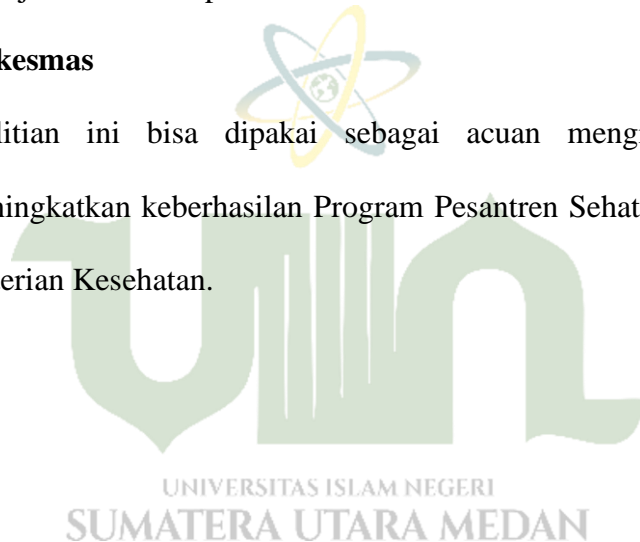 kesmas
litian ini bisa dipakai sebagai acuan meng
ningkatkan keberhasilan Program Pesantren Sehat
erian Kesehatan.
UNIVERSITAS ISLAM NEGERI
SUMATERA UTARA MEDAN